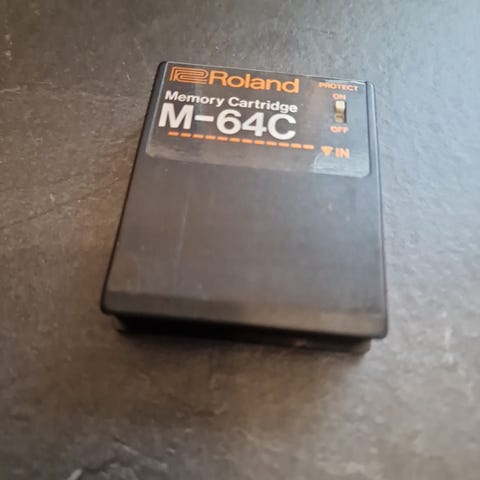 Roland
PROTECT
ON
Memory Cartridge
M-64C
OFF
▼ IN